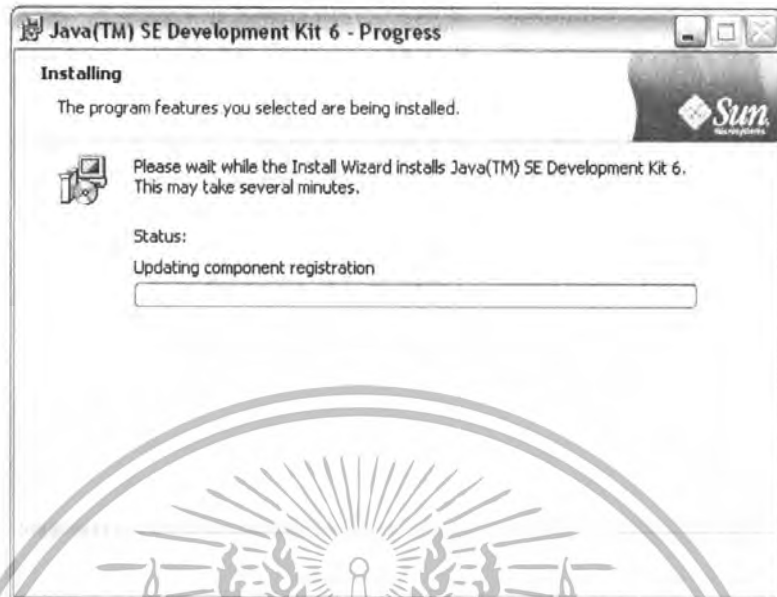 Java(TM) SE Development Kit 6 - Progress
Installing
The program features you selected are being installed.
Sun
microsystems
Please wait while the Install Wizard installs Java(TM) SE Development Kit 6.
This may take several minutes.
Status:
Updating component registration